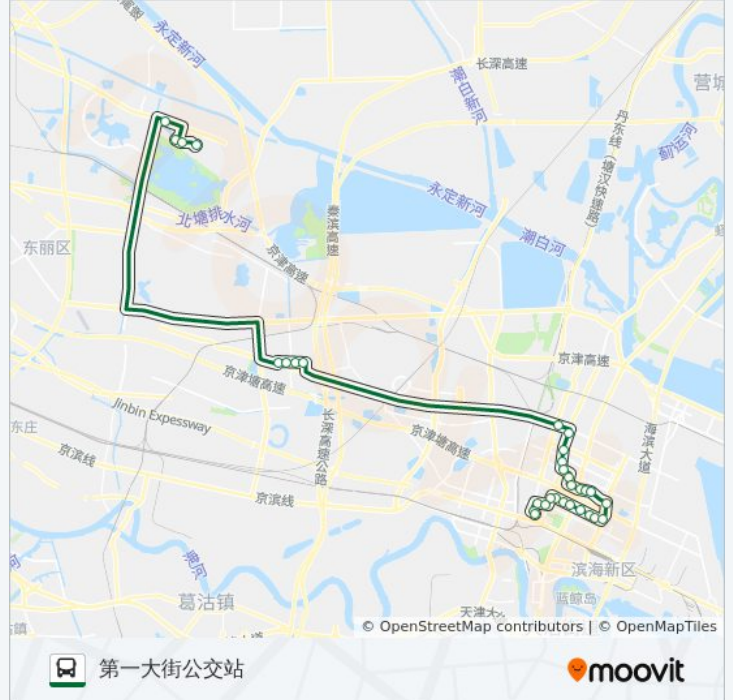 永定新河
长深高速
潮白新河
营城
丹东线(塘汉快速路)
蓟运河
北塘排水河
秦滨高速
永定新河
潮白河
东丽区
京津高速
京津高速
京津塘高速
Jinbin Expessway
长深高速公路
京津塘高速
海滨大道
东庄
京滨线
京滨线
滨海新区
蓝鲸岛
葛沽镇
© OpenStreetMap contributors | © OpenMapTiles
第一大街公交站
moovit